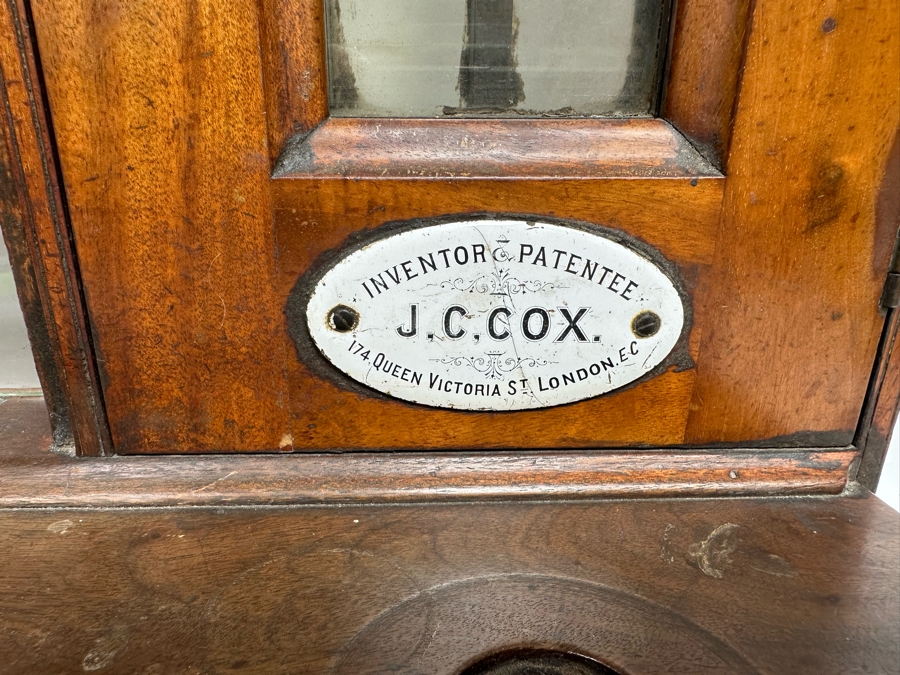 INVENTOR & PATENTEE
J.C.COX.
174 QUEEN VICTORIA ST. LONDON. E.C